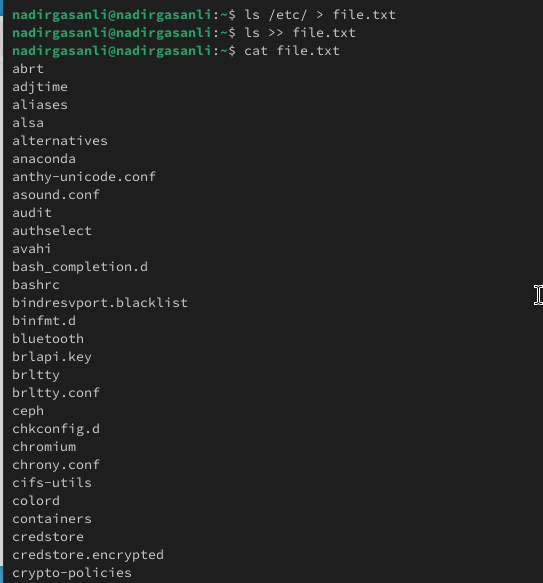 nadirgasanli@nadirgasanli:~$ ls /etc/ > file.txt
nadirgasanli@nadirgasanli:~$ ls >> file.txt
nadirgasanli@nadirgasanli:~$ cat file.txt
abrt
adjtime
aliases
alsa
alternatives
anaconda
anthy-unicode.conf
asound.conf
audit
authselect
avahi
bash_completion.d
bashrc
bindresvport.blacklist
binfmt.d
bluetooth
brlapi.key
brltty
brltty.conf
ceph
chkconfig.d
chromium
chrony.conf
cifs-utils
colord
containers
credstore
credstore.encrypted
crypto-policies